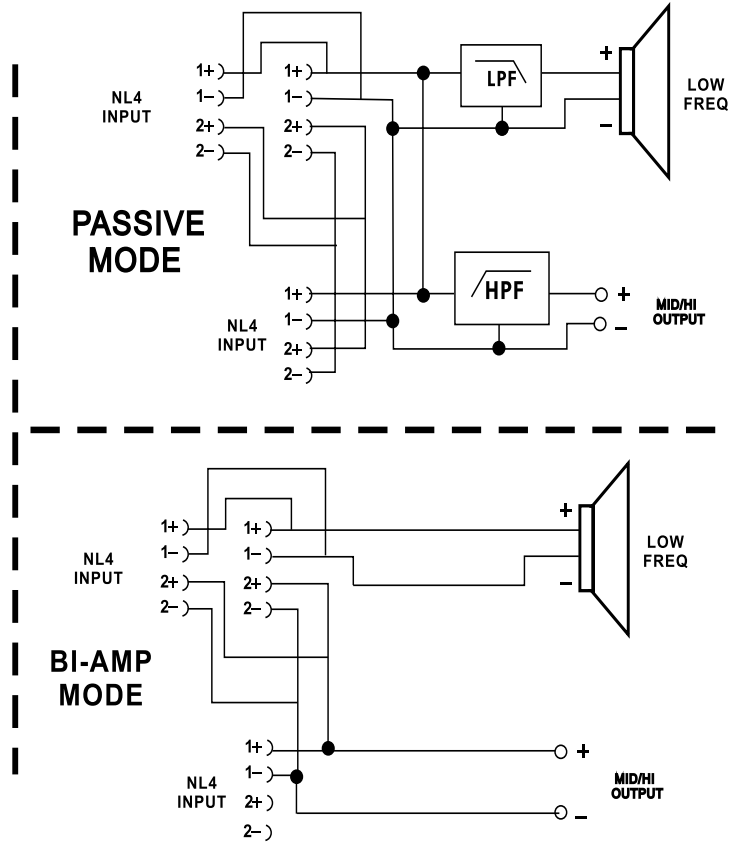 1+ 1+ + LPF
NL4
INPUT
1− 1−
LOW
FREQ
2+ 2+
2− 2− −
PASSIVE
MODE
1+ HPF +
NL4
INPUT
1−
MID/HI
OUTPUT
−
2+
2−
1+ 1+ +
NL4
INPUT
1− 1−
LOW
FREQ
2+ 2+ −
2− 2−
BI-AMP
MODE
1+ +
NL4
INPUT
1−
MID/HI
OUTPUT
2+
−
2−